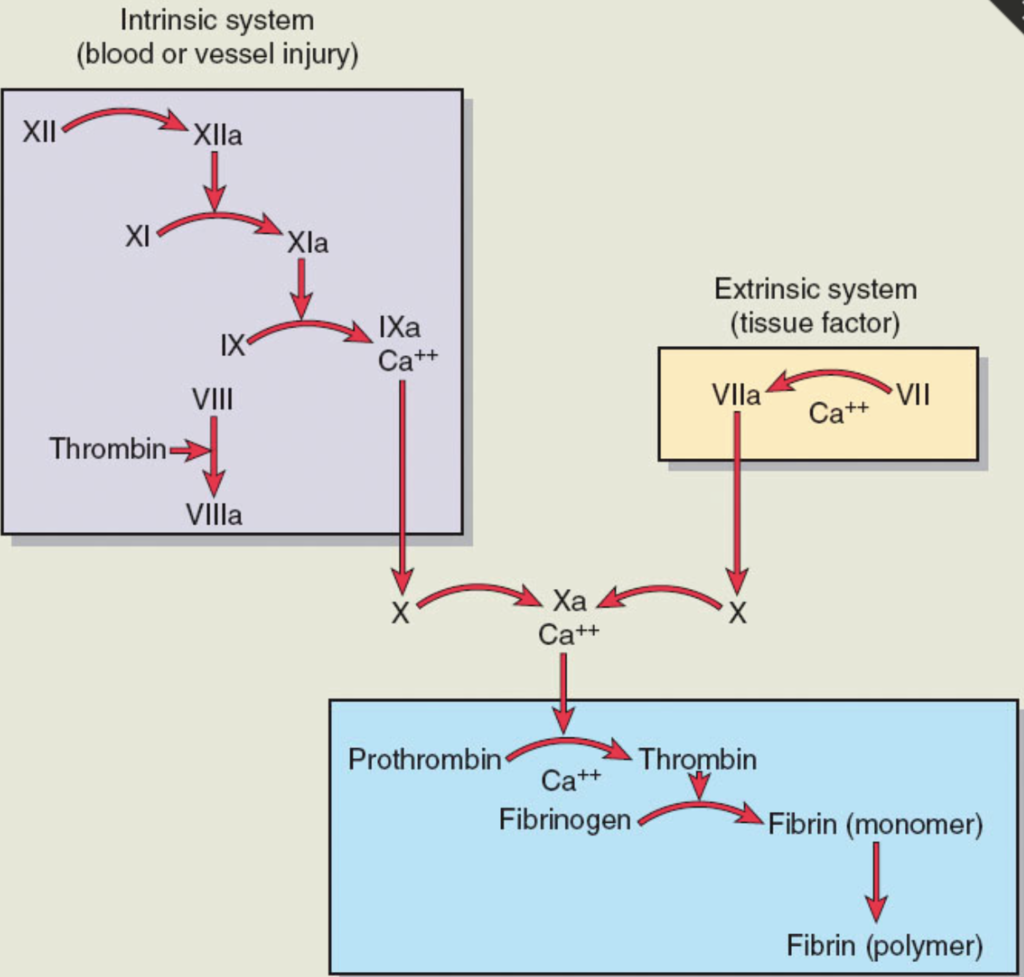 Intrinsic system
(blood or vessel injury)
XII
XIIa
XI
XIa
IX
IXa
Ca⁺⁺
VIII
Thrombin
VIIIa
Extrinsic system
(tissue factor)
VIIa
VII
Ca⁺⁺
X
Xa
X
Ca⁺⁺
Prothrombin
Thrombin
Ca⁺⁺
Fibrinogen
Fibrin (monomer)
Fibrin (polymer)